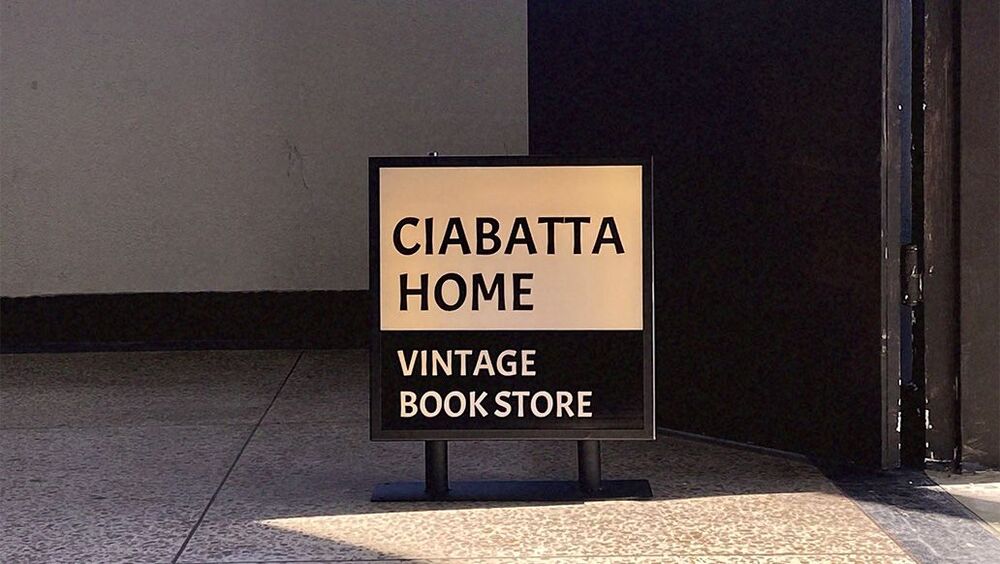 CIABATTA
HOME
VINTAGE
BOOK STORE